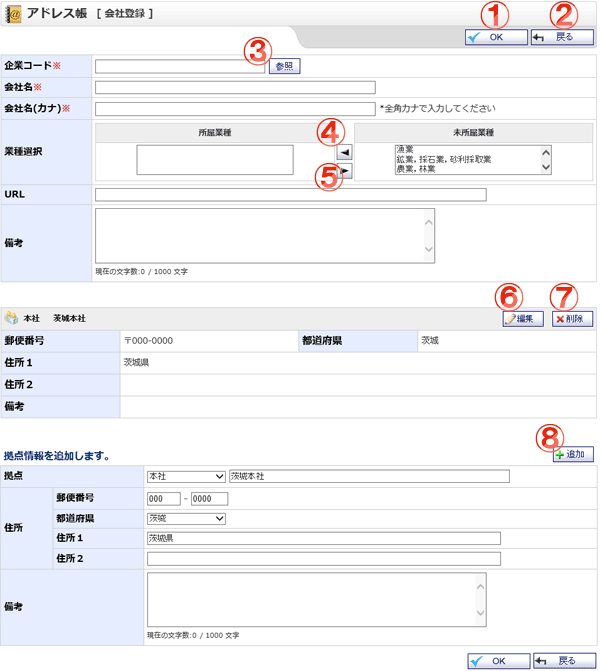 アドレス帳 [ 会社登録 ]
① ②
OK 戻る
企業コード※ ③ 参照
会社名※
会社名(カナ)※ *全角カナで入力してください
業種選択 所属業種 ④ ⑤ 未所属業種
漁業
鉱業，採石業，砂利採取業
農業，林業
URL
備考
現在の文字数:0 / 1000 文字
本社 茨城本社 ⑥ 編集 ⑦ 削除
郵便番号 〒000-0000 都道府県 茨城
住所１ 茨城県
住所２
備考
拠点情報を追加します。 ⑧ 追加
拠点 本社 茨城本社
住所 郵便番号 000 - 0000
都道府県 茨城
住所１ 茨城県
住所２
備考
現在の文字数:0 / 1000 文字
OK 戻る